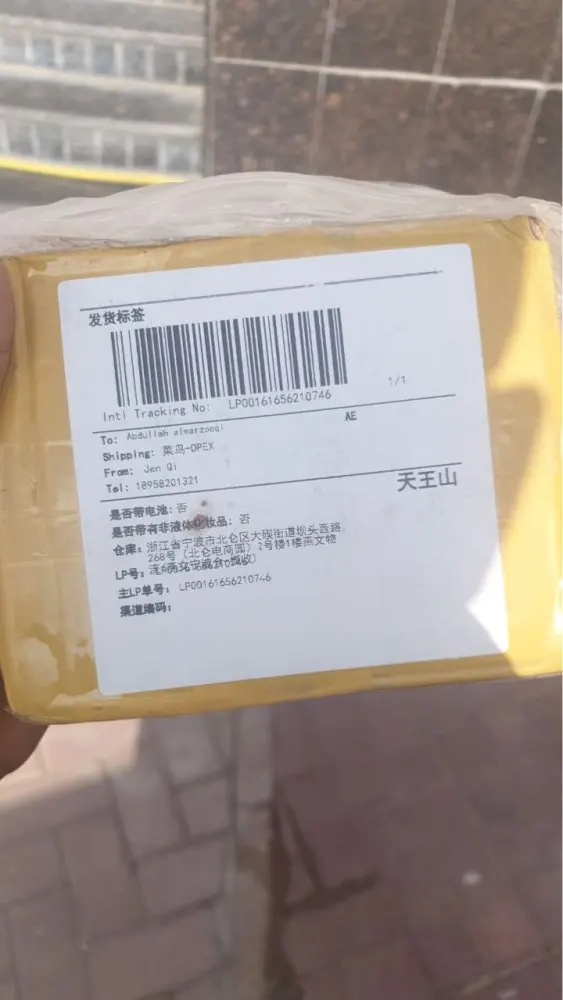 发货标签
Intl Tracking No: LP00161656210746
1/1
To: Abdullah almarzooqi
AE
Shipping: 菜鸟-OPEX
From: Jen Qi
Tel: 18958201321
天王山
是否带电池: 否
是否带有非液体化妆品: 否
仓库: 浙江省宁波市北仑区大碶街道坝头西路
268号 (北仑电商园) 2号楼1楼燕文物
LP号:
主LP单号: LP00161656210746
渠道编码: